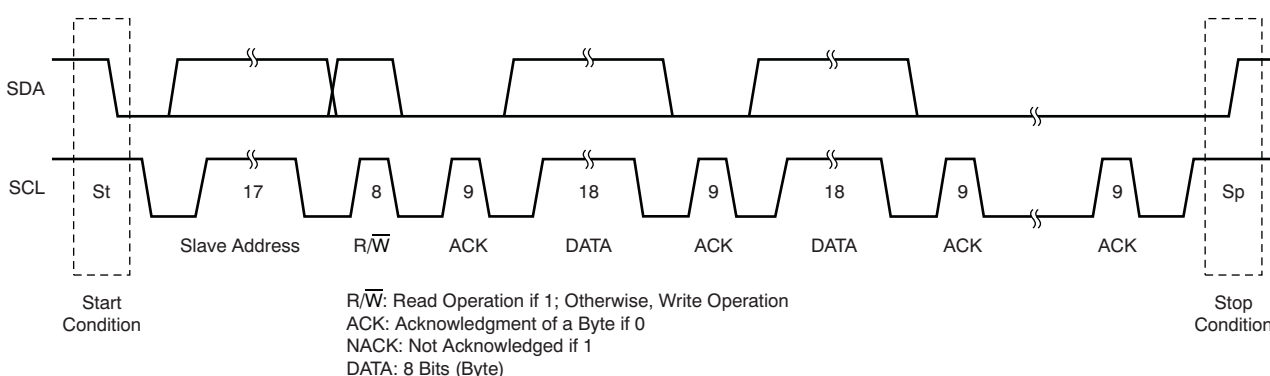 SDA
SCL
St 17 8 9 18 9 18 9 9 Sp
Slave Address R/W̅ ACK DATA ACK DATA ACK ACK
Start
Condition
Stop
Condition
R/W̅: Read Operation if 1; Otherwise, Write Operation
ACK: Acknowledgment of a Byte if 0
NACK: Not Acknowledged if 1
DATA: 8 Bits (Byte)